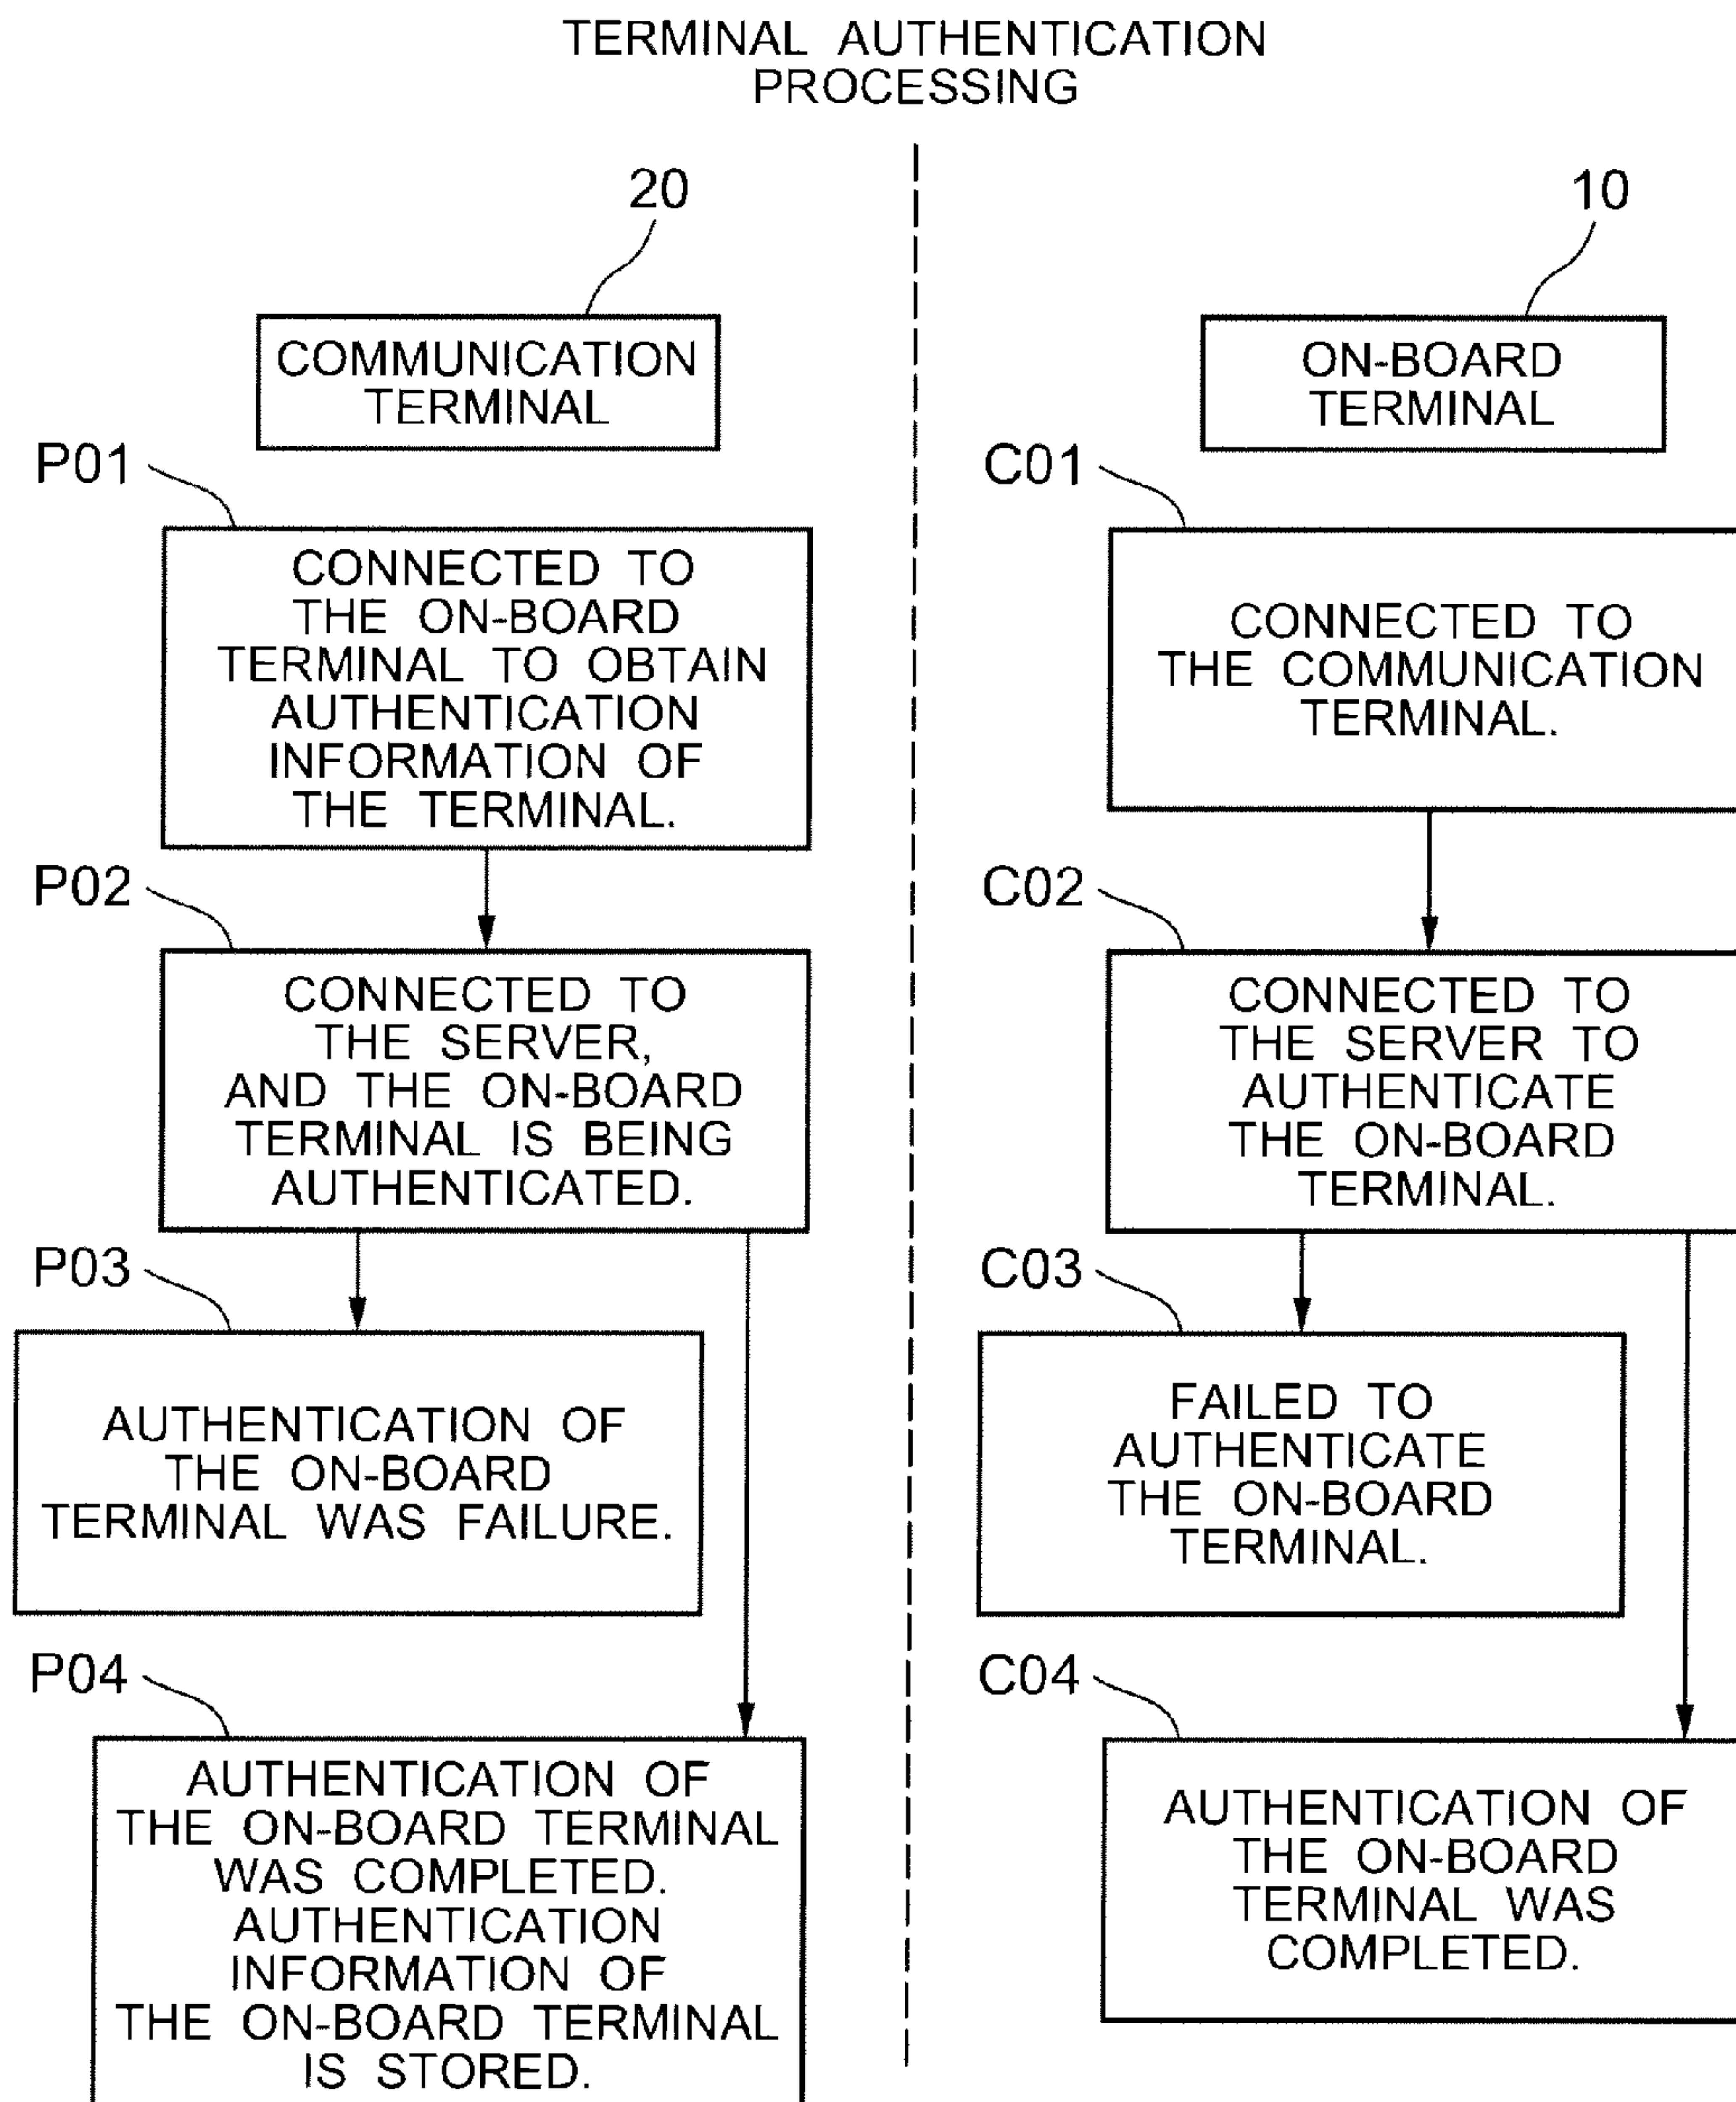 TERMINAL AUTHENTICATION
PROCESSING
20
COMMUNICATION
TERMINAL
P01
CONNECTED TO
THE ON-BOARD
TERMINAL TO OBTAIN
AUTHENTICATION
INFORMATION OF
THE TERMINAL.
P02
CONNECTED TO
THE SERVER,
AND THE ON-BOARD
TERMINAL IS BEING
AUTHENTICATED.
P03
AUTHENTICATION OF
THE ON-BOARD
TERMINAL WAS FAILURE.
P04
AUTHENTICATION OF
THE ON-BOARD TERMINAL
WAS COMPLETED.
AUTHENTICATION
INFORMATION OF
THE ON-BOARD TERMINAL
IS STORED.
10
ON-BOARD
TERMINAL
C01
CONNECTED TO
THE COMMUNICATION
TERMINAL.
C02
CONNECTED TO
THE SERVER TO
AUTHENTICATE
THE ON-BOARD
TERMINAL.
C03
FAILED TO
AUTHENTICATE
THE ON-BOARD
TERMINAL.
C04
AUTHENTICATION OF
THE ON-BOARD
TERMINAL WAS
COMPLETED.